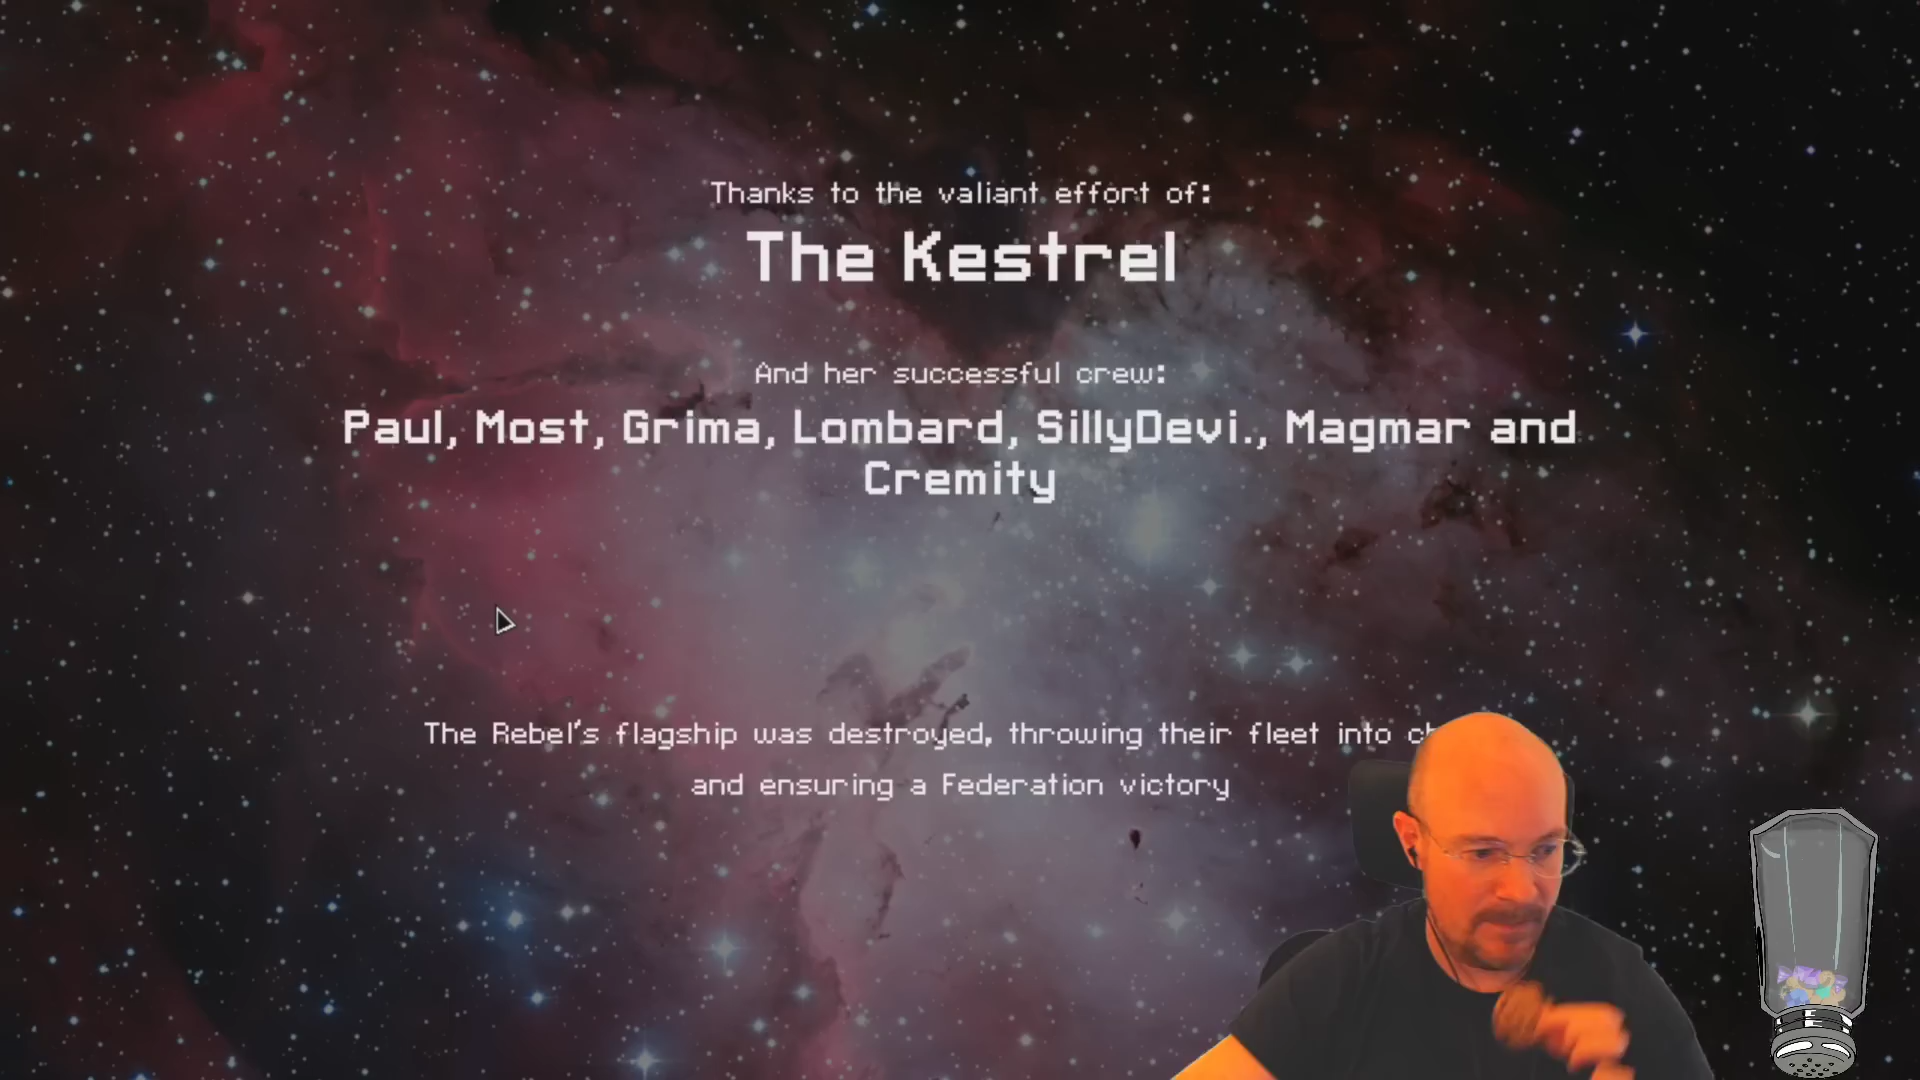 Thanks to the valiant effort of:
The Kestrel
And her successful crew:
Paul, Most, Grima, Lombard, SillyDevi., Magmar and
Cremity
The Rebel's flagship was destroyed, throwing their fleet into
and ensuring a Federation victory